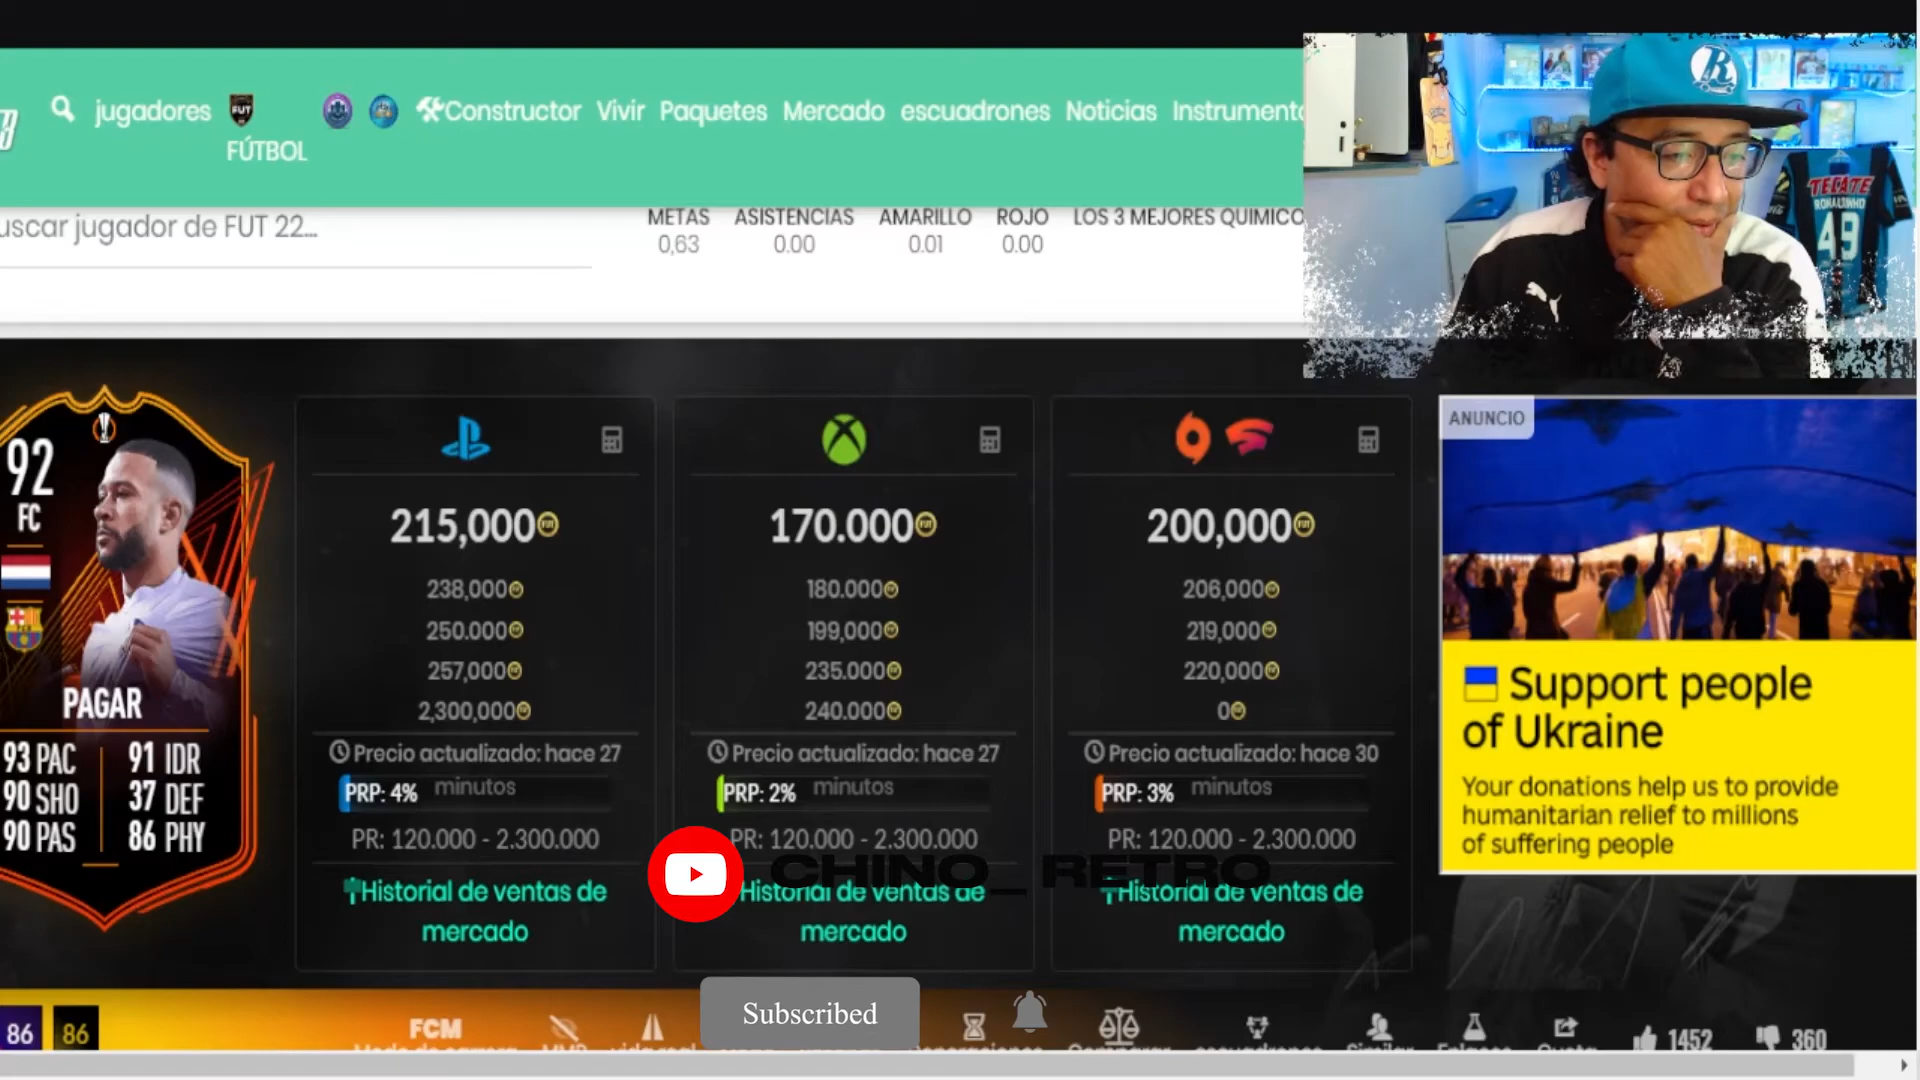 jugadores
FUT
FÚTBOL
Constructor
Vivir
Paquetes
Mercado
escuadrones
Noticias
Instrumento
uscar jugador de FUT 22...
METAS ASISTENCIAS AMARILLO ROJO LOS 3 MEJORES QUIMICO
0,63 0.00 0.01 0.00
R
TECATE
RONALDINHO
49
92
FC
PAGAR
93 PAC 91 IDR
90 SHO 37 DEF
90 PAS 86 PHY
215,000
238,000
250.000
257,000
2,300,000
Precio actualizado: hace 27
minutos
PRP: 4%
PR: 120.000 - 2.300.000
Historial de ventas de
mercado
170.000
180.000
199,000
235.000
240.000
Precio actualizado: hace 27
minutos
PRP: 2%
PR: 120.000 - 2.300.000
Historial de ventas de
mercado
200,000
206,000
219,000
220,000
0
Precio actualizado: hace 30
minutos
PRP: 3%
PR: 120.000 - 2.300.000
Historial de ventas de
mercado
CHINO_RETRO
ANUNCIO
Support people
of Ukraine
Your donations help us to provide
humanitarian relief to millions
of suffering people
Subscribed
86 86
FCM
1452 360